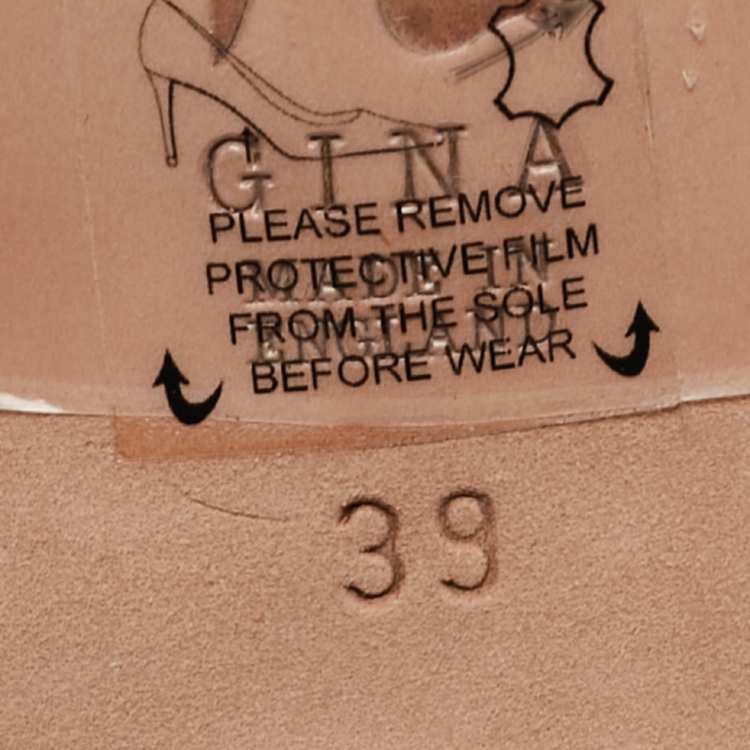 GINA
PLEASE REMOVE
PROTECTIVE FILM
MADE IN
FROM THE SOLE
ENGLAND
BEFORE WEAR
39